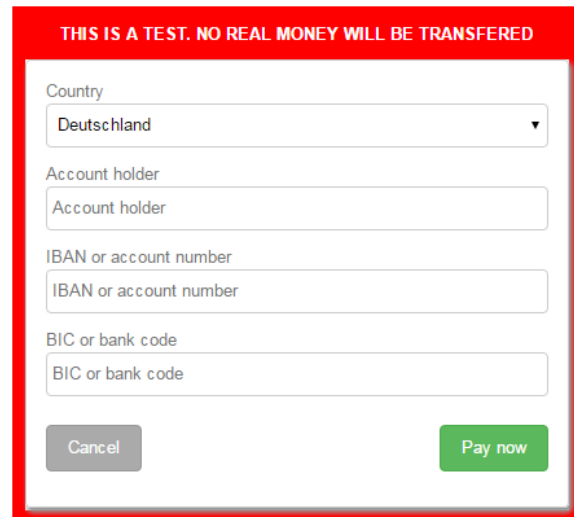 THIS IS A TEST. NO REAL MONEY WILL BE TRANSFERED
Country
Deutschland
Account holder
Account holder
IBAN or account number
IBAN or account number
BIC or bank code
BIC or bank code
Cancel
Pay now